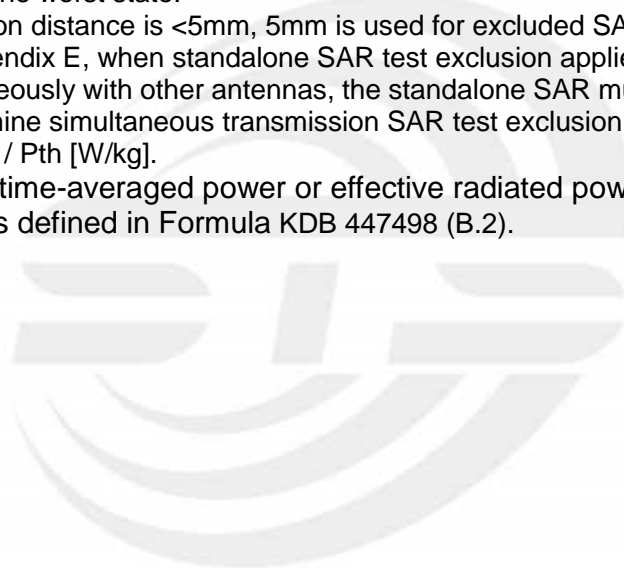 ne worst state.
on distance is <5mm, 5mm is used for excluded SA
endix E, when standalone SAR test exclusion applie
eously with other antennas, the standalone SAR mu
nine simultaneous transmission SAR test exclusion
/ Pth [W/kg].
time-averaged power or effective radiated pow
s defined in Formula KDB 447498 (B.2).